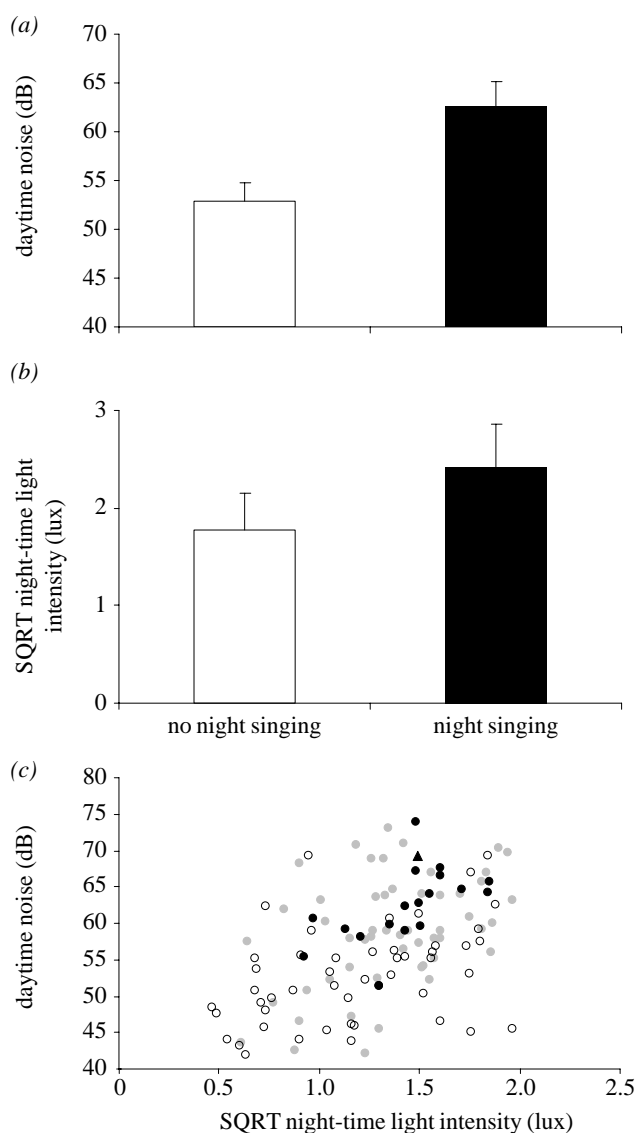 (a)
70
65
60
55
53
45
40
daytime noise (dB)
(b)
3
2
1
0
SQRT night-time light
intensity (lux)
no night singing
night singing
(c)
80
75
70
65
60
55
50
45
40
daytime noise (dB)
0
0.5
1.0
1.5
2.0
2.5
SQRT night-time light intensity (lux)